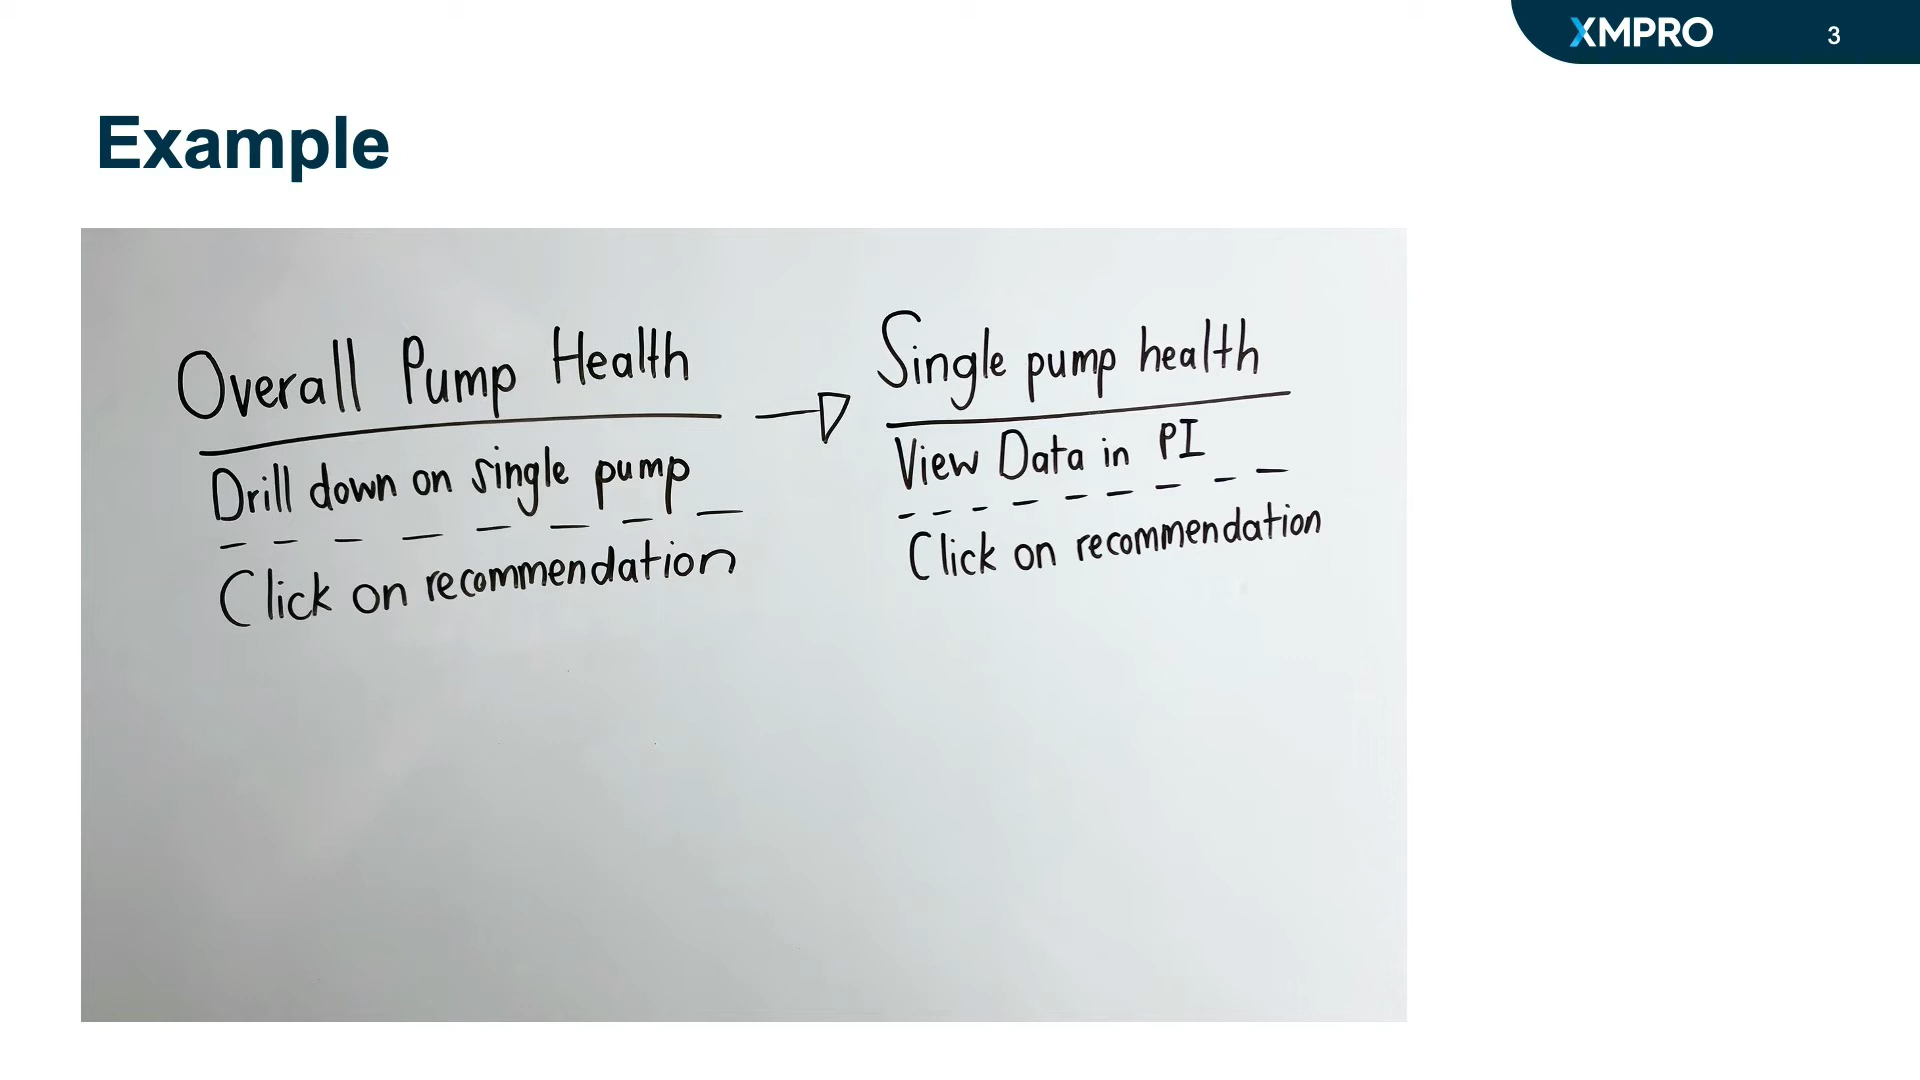 XMPRO
3
Example
Overall Pump Health
Drill down on single pump
Click on recommendation
Single pump health
View Data in PI
Click on recommendation